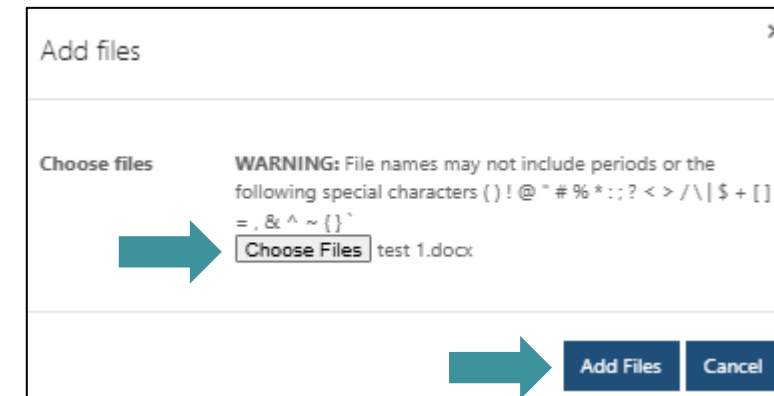 Add files
Choose files
WARNING: File names may not include periods or the
following special characters ( ) ! @ " # % * : ; ? < > / \ | $ + [ ]
= , & ^ ~ { } `
Choose Files test 1.docx
Add Files
Cancel